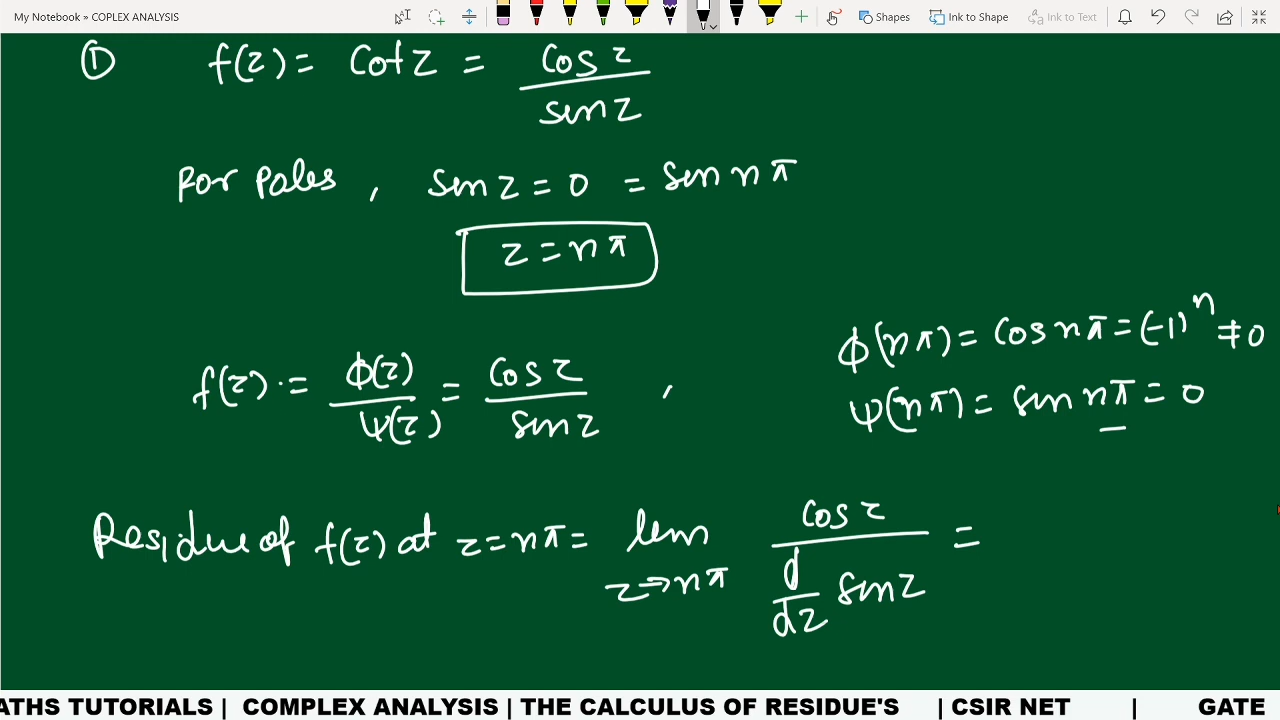 My Notebook » COPLEX ANALYSIS
Shapes Ink to Shape Ink to Text
① f(z) = Cot z = Cos z / sin z
For Poles, sin z = 0 = sin nπ
z = nπ
f(z) = ϕ(z) / ψ(z) = Cos z / sin z ,
ϕ(nπ) = Cos nπ = (-1)^n ≠ 0
ψ(nπ) = sin nπ = 0
Residue of f(z) at z = nπ = lim z→nπ Cos z / d/dz sin z =
ATHS TUTORIALS | COMPLEX ANALYSIS | THE CALCULUS OF RESIDUE'S | CSIR NET | GATE